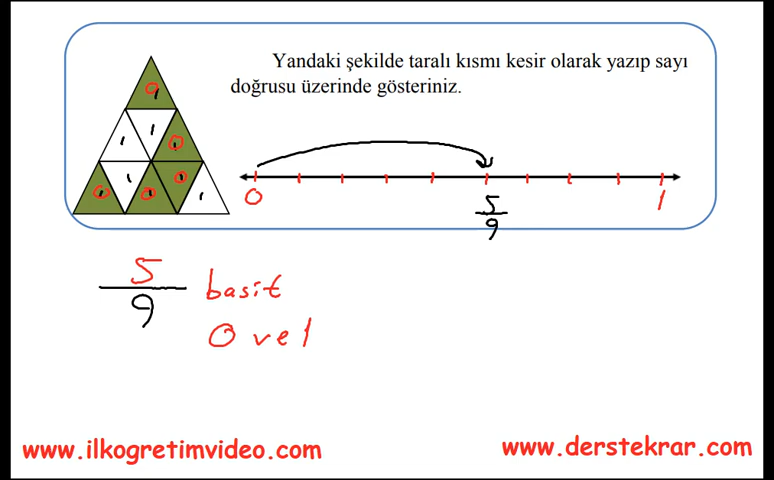 Yandaki şekilde taralı kısmı kesir olarak yazıp sayı
doğrusu üzerinde gösteriniz.
0 1
5
9
5
9
basit
0 ve 1
www.ilkogretimvideo.com
www.derstekrar.com